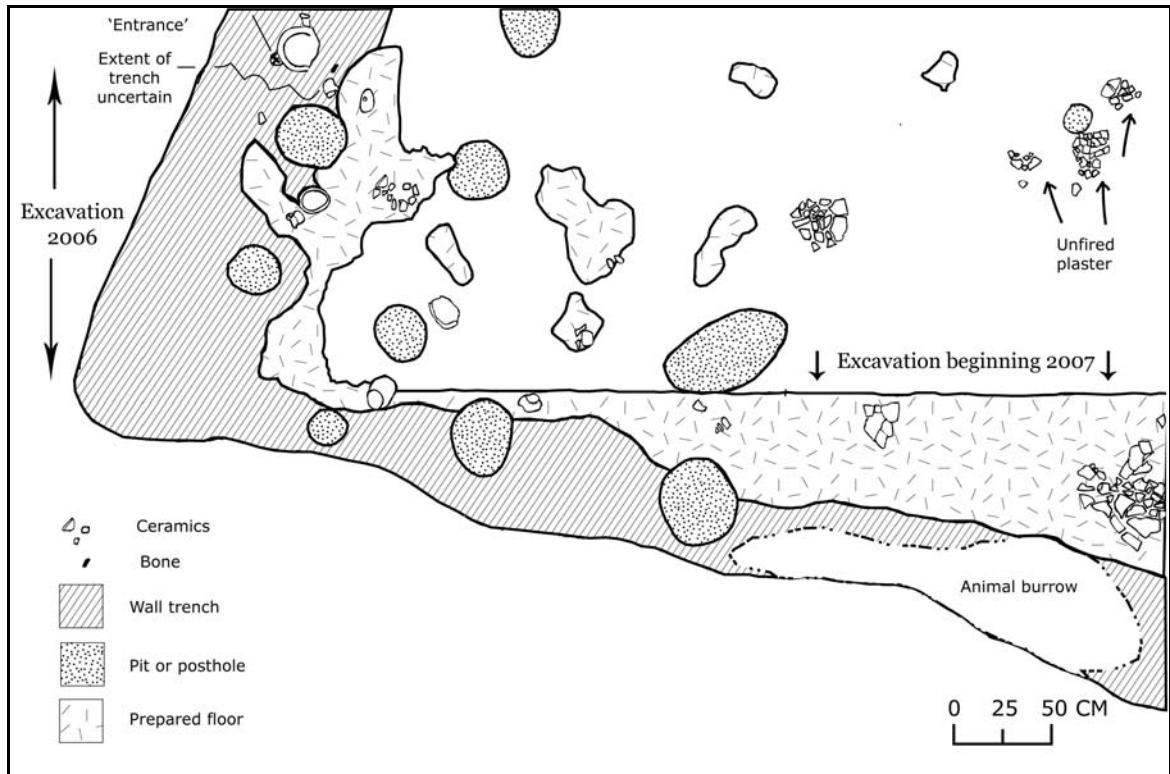 ‘Entrance’
Extent of
trench
uncertain
Excavation
2006
Unfired
plaster
Excavation beginning 2007
Animal burrow
Ceramics
Bone
Wall trench
Pit or posthole
Prepared floor
0 25 50 CM